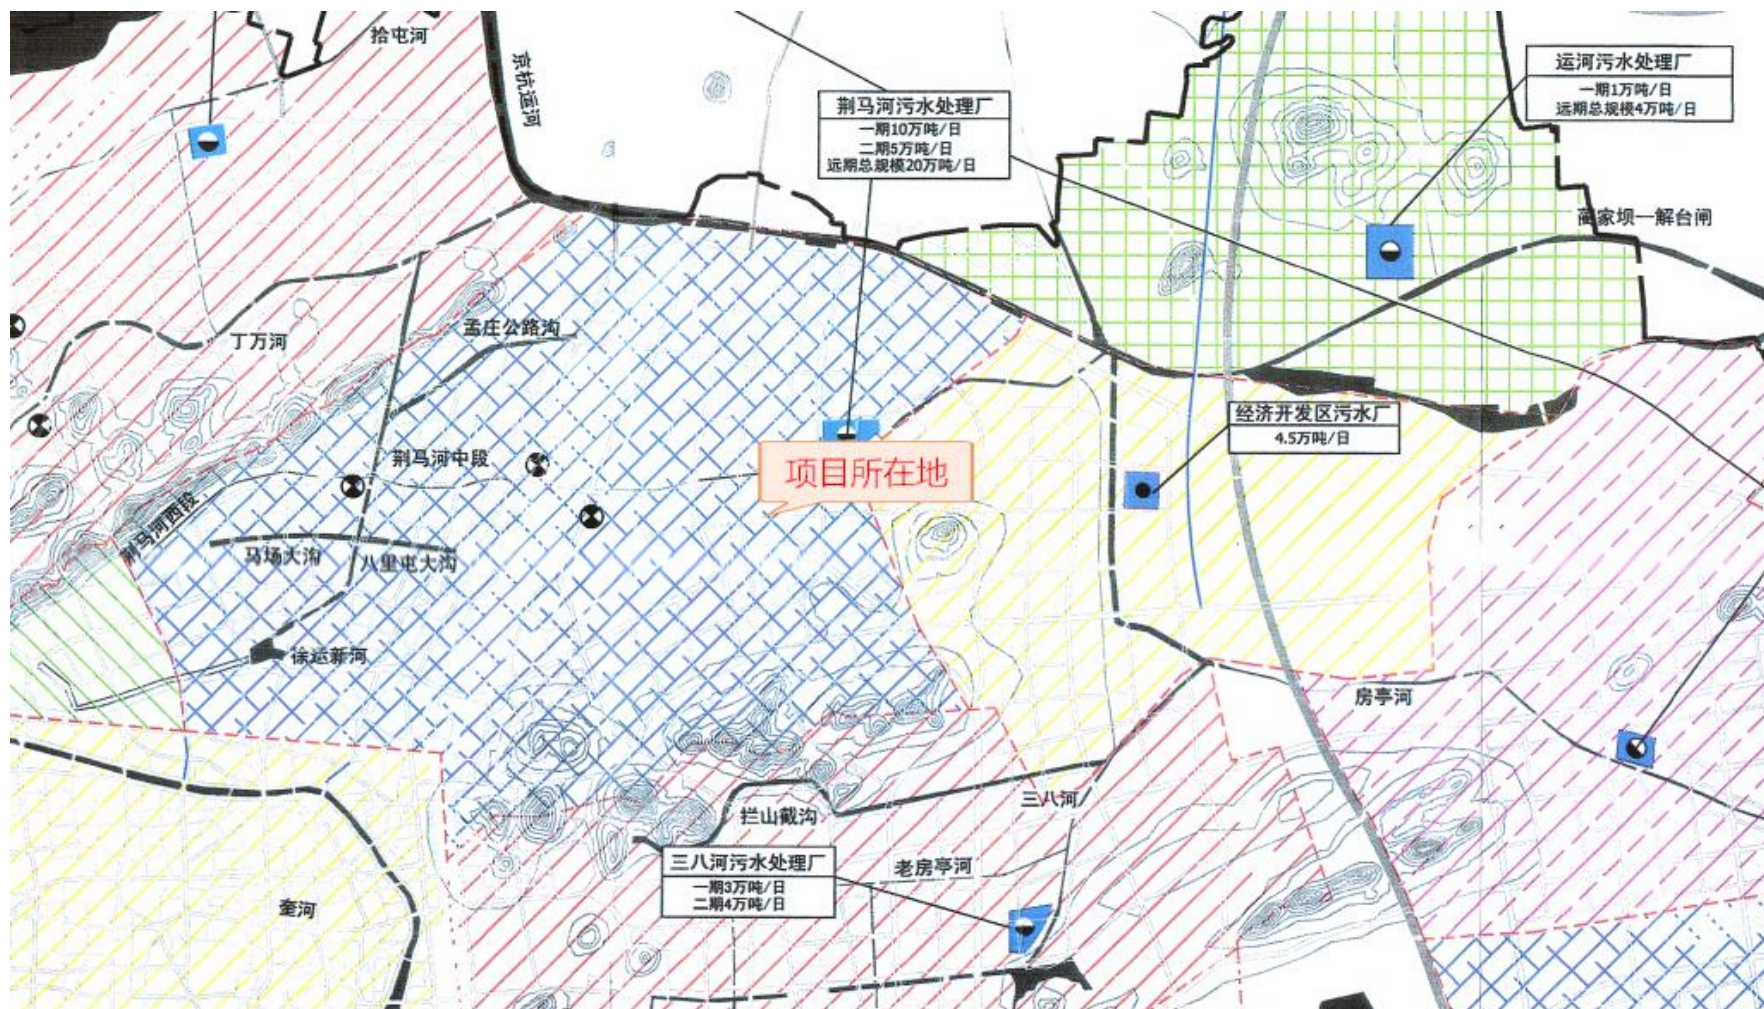 拾屯河
京杭运河
荆马河污水处理厂
一期10万吨/日
二期5万吨/日
远期总规模20万吨/日
运河污水处理厂
一期1万吨/日
远期总规模4万吨/日
蔺家坝--解台闸
丁万河
孟庄公路沟
经济开发区污水厂
4.5万吨/日
荆马河中段
项目所在地
荆马河西段
马场大沟
八里屯大沟
徐运新河
房亭河
三八河
拦山截沟
三八河污水处理厂
一期3万吨/日
二期4万吨/日
老房亭河
奎河